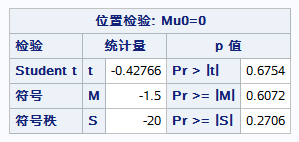 位置检验: Mu0=0
检验 统计量 p 值
Student t t -0.42766 Pr > |t| 0.6754
符号 M -1.5 Pr >= |M| 0.6072
符号秩 S -20 Pr >= |S| 0.2706